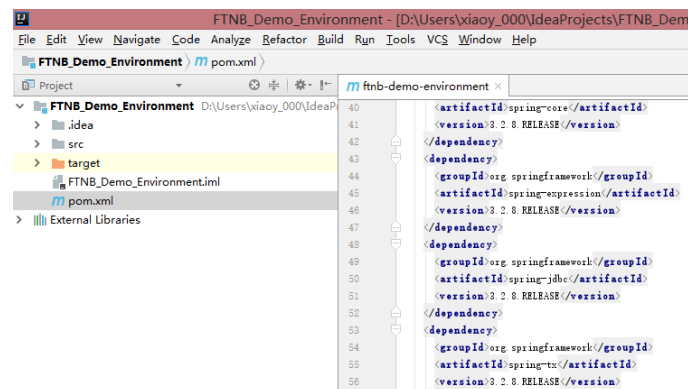 FTNB_Demo_Environment - [D:\Users\xiaoy_000\IdeaProjects\FTNB_Dem
File Edit View Navigate Code Analyze Refactor Build Run Tools VCS Window Help
FTNB_Demo_Environment pom.xml
Project
ftnb-demo-environment
FTNB_Demo_Environment D:\Users\xiaoy_000\IdeaP
.idea
src
target
FTNB_Demo_Environment.iml
pom.xml
External Libraries
40 <artifactId>spring-core</artifactId>
41 <version>3.2.8.RELEASE</version>
42 </dependency>
43 <dependency>
44 <groupId>org.springframework</groupId>
45 <artifactId>spring-expression</artifactId>
46 <version>3.2.8.RELEASE</version>
47 </dependency>
48 <dependency>
49 <groupId>org.springframework</groupId>
50 <artifactId>spring-jdbc</artifactId>
51 <version>3.2.8.RELEASE</version>
52 </dependency>
53 <dependency>
54 <groupId>org.springframework</groupId>
55 <artifactId>spring-tx</artifactId>
56 <version>3.2.8.RELEASE</version>